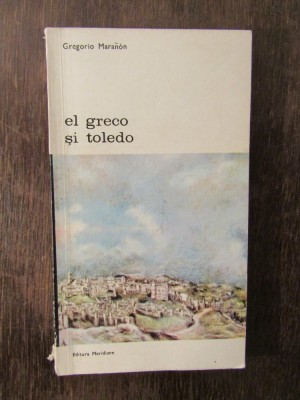 Gregorio Marañón
el greco
și toledo
Editura Meridiane